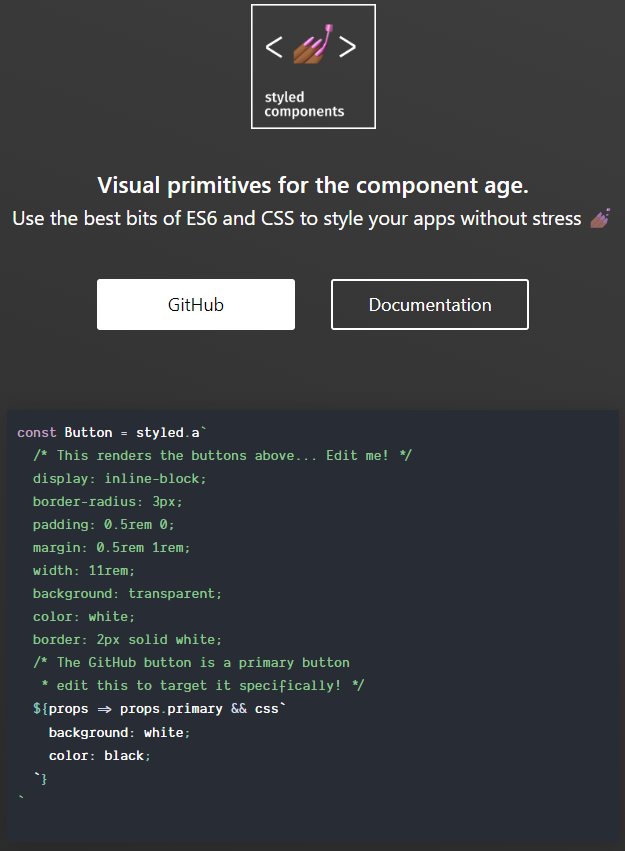 < 💅🏾 >
styled
components
Visual primitives for the component age.
Use the best bits of ES6 and CSS to style your apps without stress 💅🏾
GitHub
Documentation
const Button = styled.a`
  /* This renders the buttons above... Edit me! */
  display: inline-block;
  border-radius: 3px;
  padding: 0.5rem 0;
  margin: 0.5rem 1rem;
  width: 11rem;
  background: transparent;
  color: white;
  border: 2px solid white;
  /* The GitHub button is a primary button
   * edit this to target it specifically! */
  ${props => props.primary && css`
    background: white;
    color: black;
  `}
`